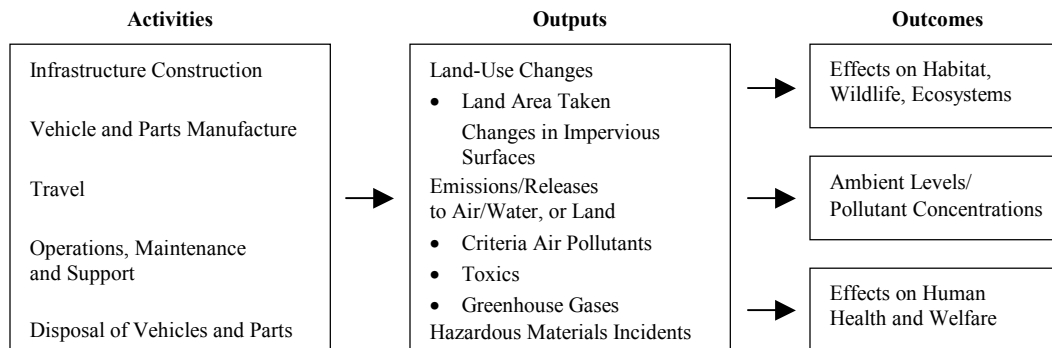 Activities
Infrastructure Construction
Vehicle and Parts Manufacture
Travel
Operations, Maintenance
and Support
Disposal of Vehicles and Parts
Outputs
Land-Use Changes
• Land Area Taken
Changes in Impervious
Surfaces
Emissions/Releases
to Air/Water, or Land
• Criteria Air Pollutants
• Toxics
• Greenhouse Gases
Hazardous Materials Incidents
Outcomes
Effects on Habitat,
Wildlife, Ecosystems
Ambient Levels/
Pollutant Concentrations
Effects on Human
Health and Welfare